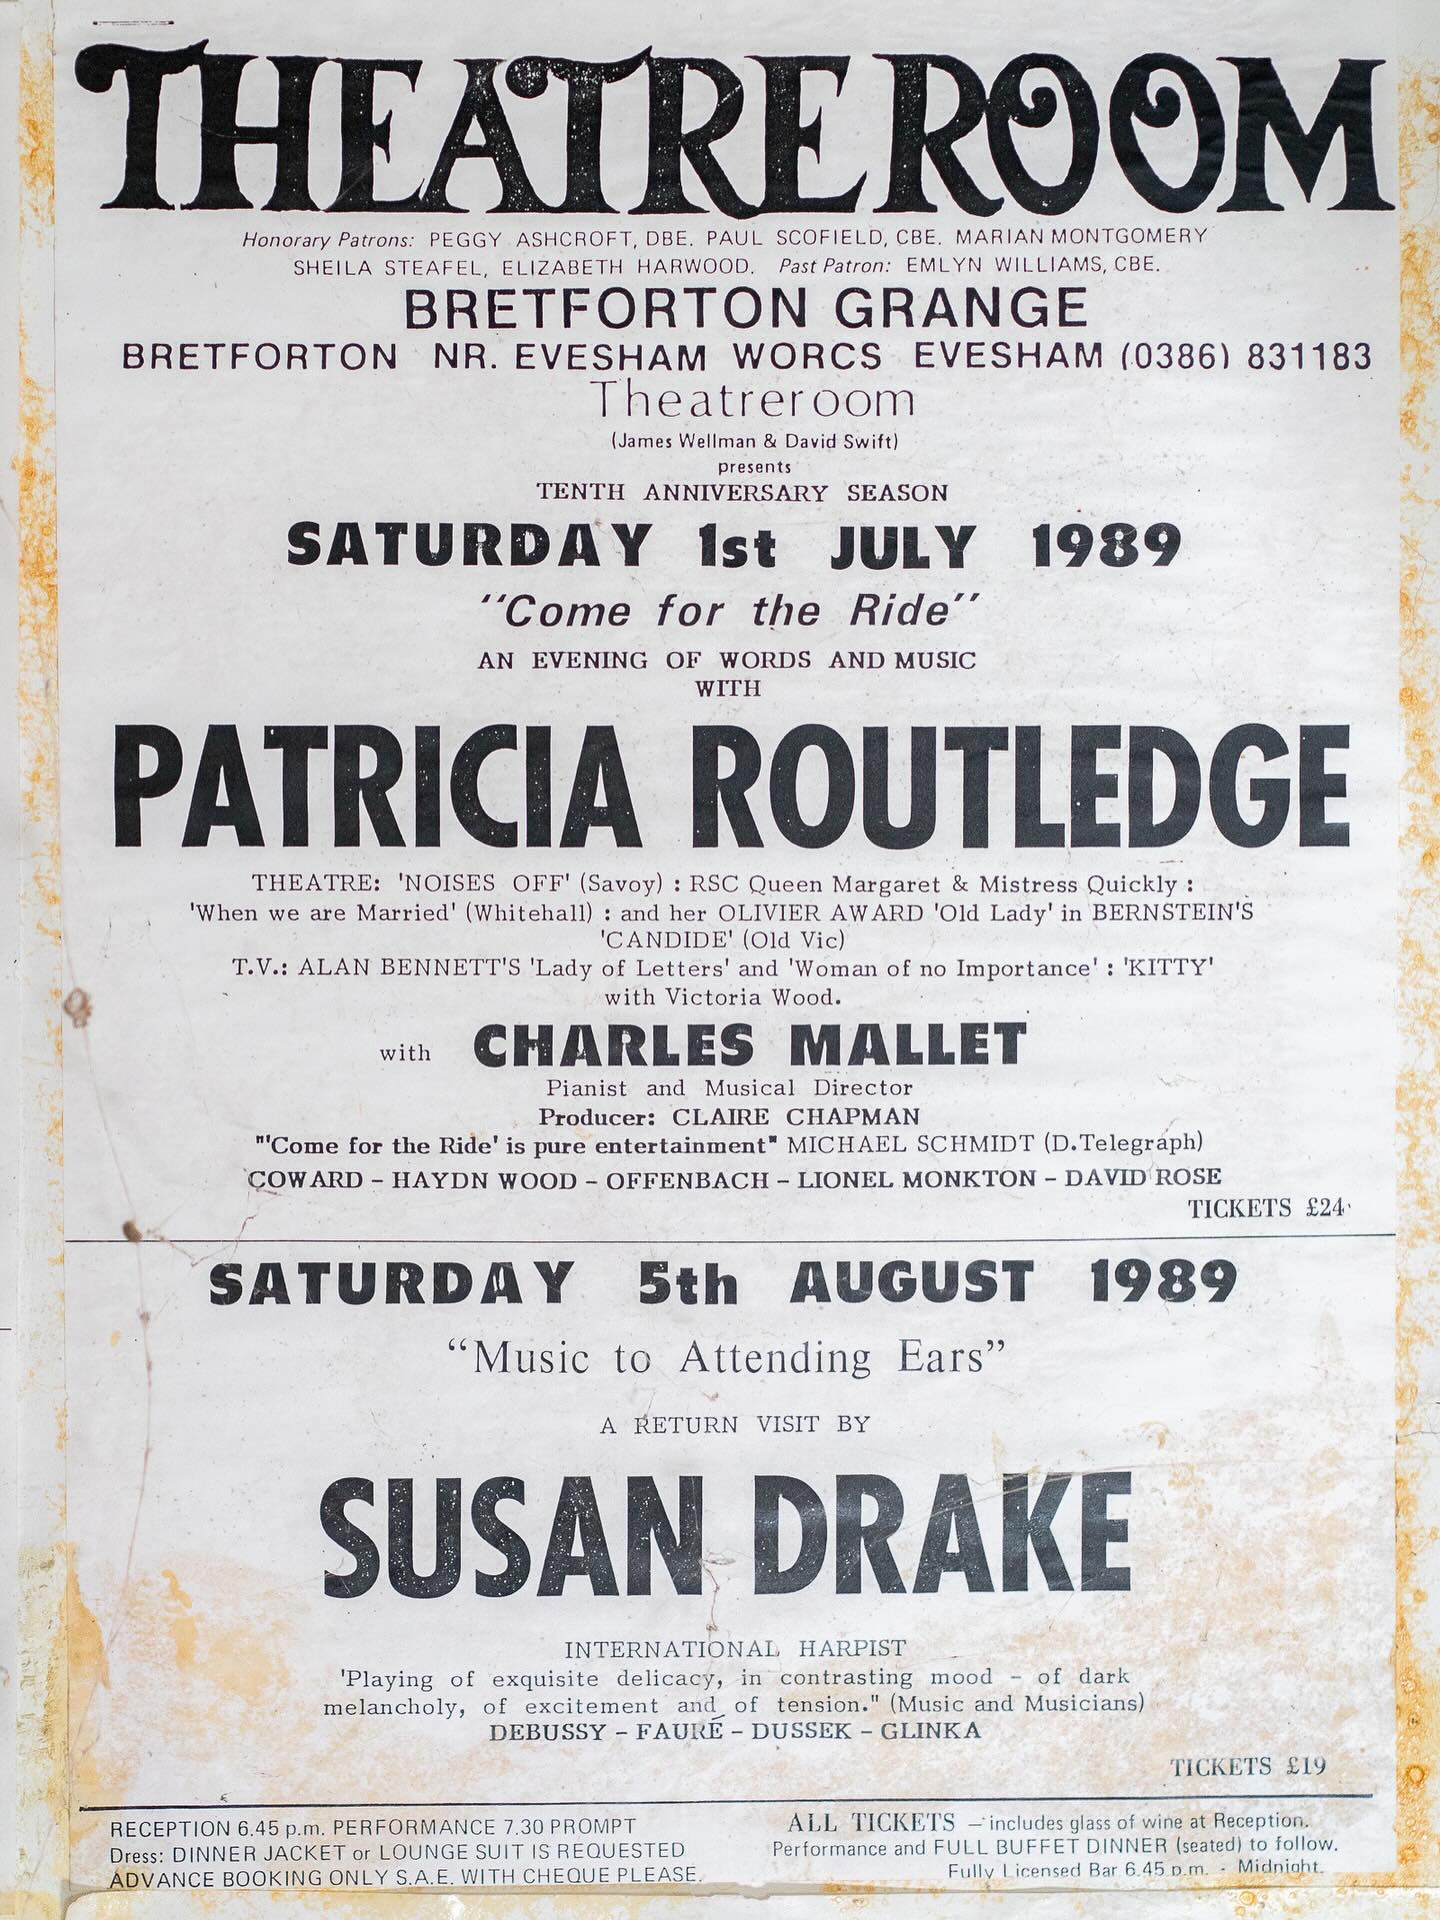 THEATREROOM
Honorary Patrons: PEGGY ASHCROFT, DBE. PAUL SCOFIELD, CBE. MARIAN MONTGOMERY
SHEILA STEAFEL, ELIZABETH HARWOOD. Past Patron: EMLYN WILLIAMS, CBE.
BRETFORTON GRANGE
BRETFORTON NR. EVESHAM WORCS EVESHAM (0386) 831183
Theatreroom
(James Wellman & David Swift)
presents
TENTH ANNIVERSARY SEASON
SATURDAY 1st JULY 1989
"Come for the Ride"
AN EVENING OF WORDS AND MUSIC
WITH
PATRICIA ROUTLEDGE
THEATRE: 'NOISES OFF' (Savoy) : RSC Queen Margaret & Mistress Quickly :
'When we are Married' (Whitehall) : and her OLIVIER AWARD 'Old Lady' in BERNSTEIN'S
'CANDIDE' (Old Vic)
T.V.: ALAN BENNETT'S 'Lady of Letters' and 'Woman of no Importance' : 'KITTY'
with Victoria Wood.
with CHARLES MALLET
Pianist and Musical Director
Producer: CLAIRE CHAPMAN
"'Come for the Ride' is pure entertainment" MICHAEL SCHMIDT (D.Telegraph)
COWARD - HAYDN WOOD - OFFENBACH - LIONEL MONKTON - DAVID ROSE
TICKETS £24
SATURDAY 5th AUGUST 1989
"Music to Attending Ears"
A RETURN VISIT BY
SUSAN DRAKE
INTERNATIONAL HARPIST
'Playing of exquisite delicacy, in contrasting mood - of dark
melancholy, of excitement and of tension." (Music and Musicians)
DEBUSSY - FAURÉ - DUSSEK - GLINKA
TICKETS £19
RECEPTION 6.45 p.m. PERFORMANCE 7.30 PROMPT
Dress: DINNER JACKET or LOUNGE SUIT IS REQUESTED
ADVANCE BOOKING ONLY S.A.E. WITH CHEQUE PLEASE.
ALL TICKETS — includes glass of wine at Reception.
Performance and FULL BUFFET DINNER (seated) to follow.
Fully Licensed Bar 6.45 p.m. - Midnight.